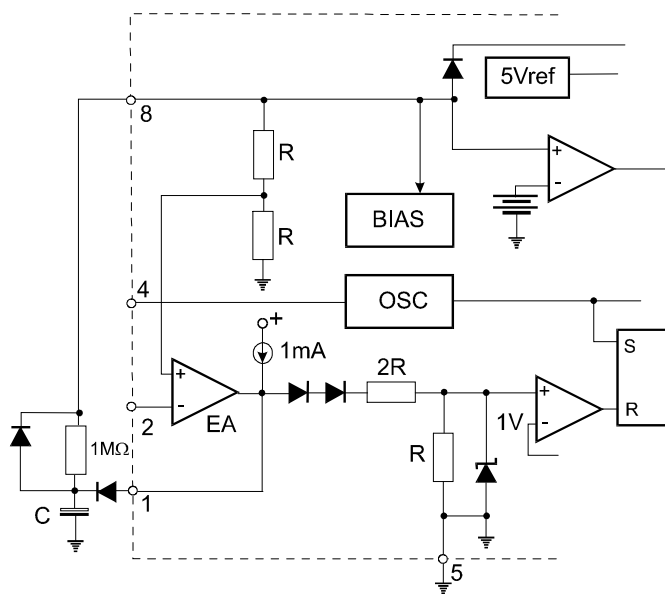 5Vref
8
R
+
-
R
BIAS
4
OSC
+
1mA
S
+
2R
-
EA
2
1V
+
-
R
1MΩ
R
1
C
5